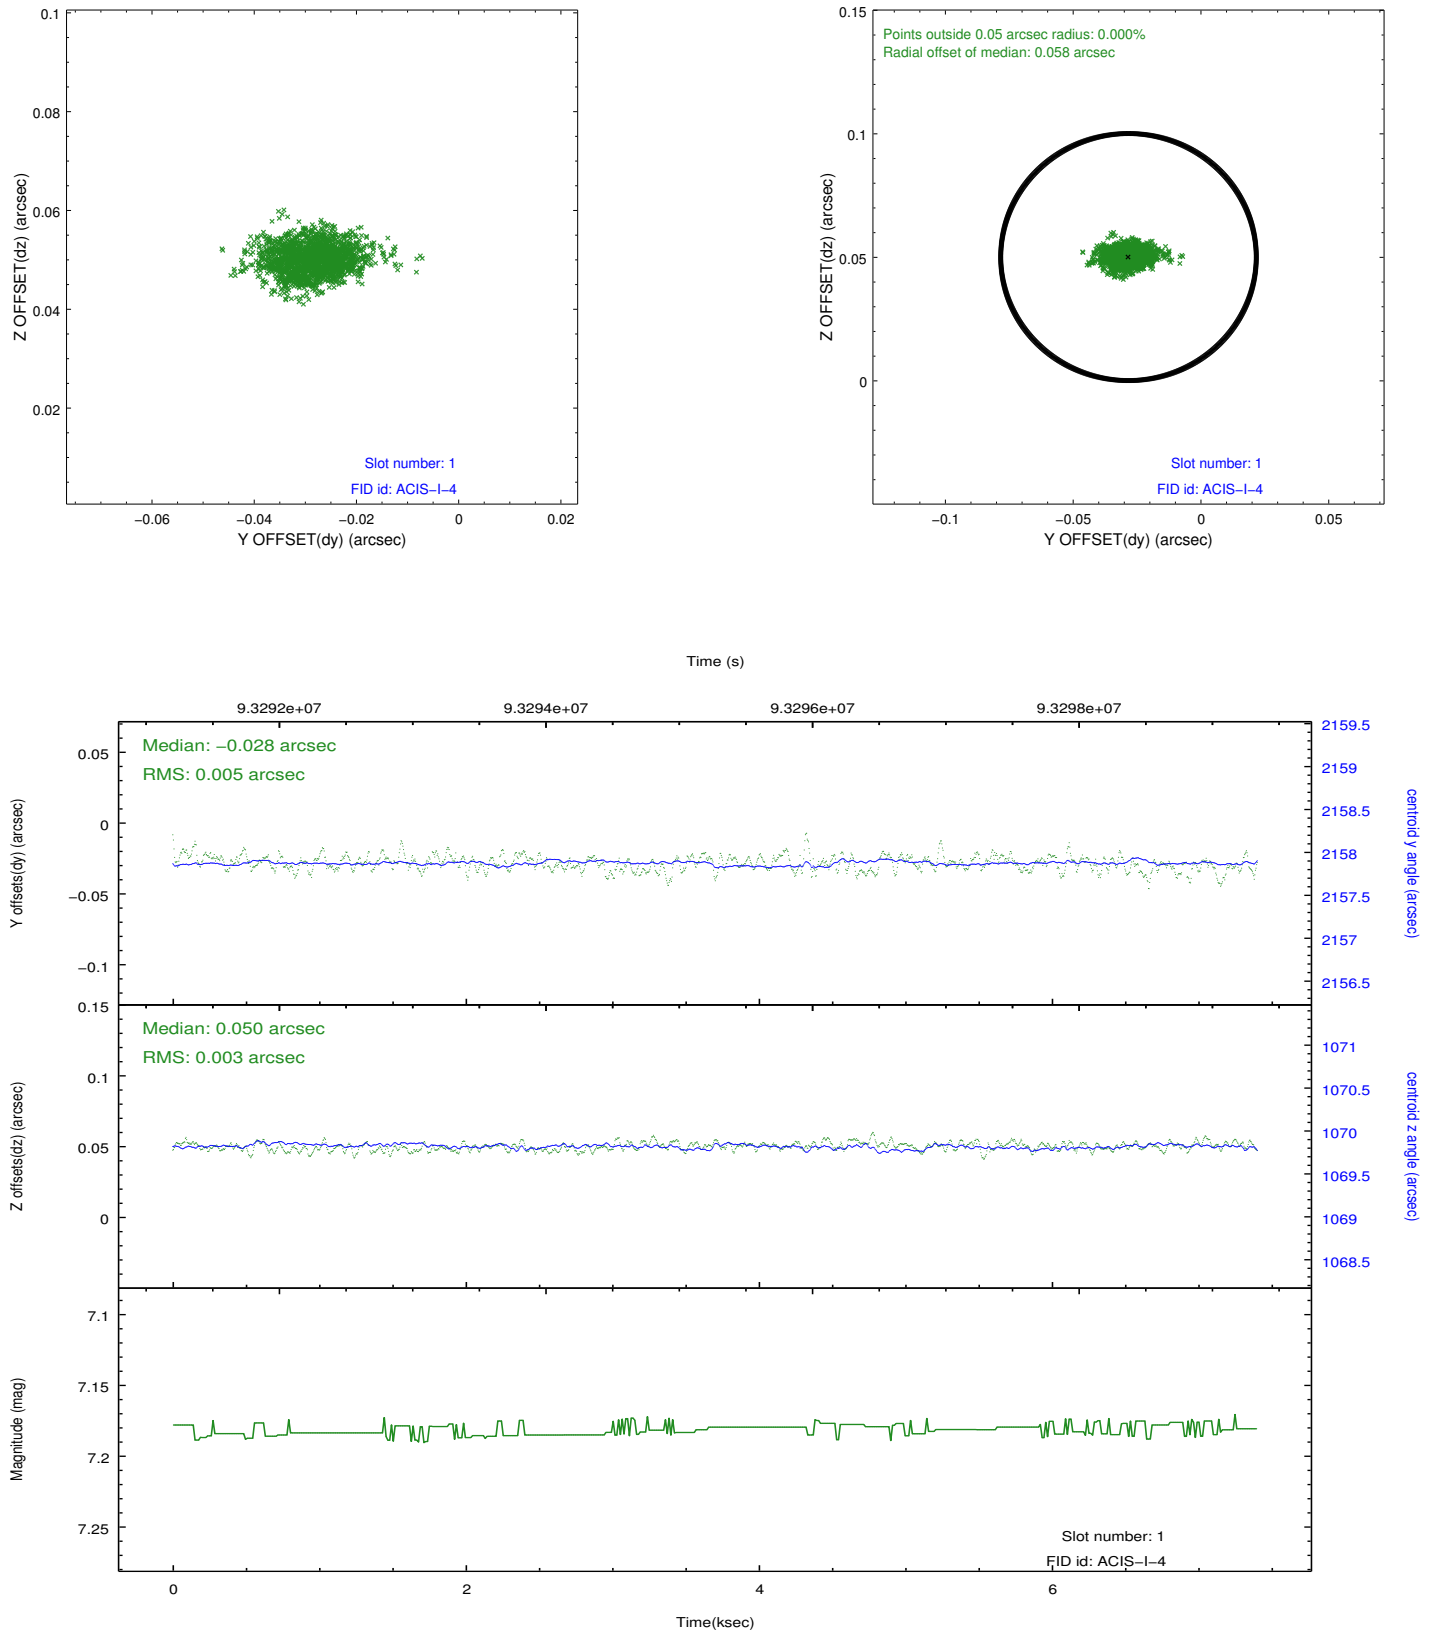 0.1
0.08
0.06
0.04
0.02
Z OFFSET(dz) (arcsec)
Slot number: 1
FID id: ACIS−I−4
−0.06
−0.04
−0.02
0
0.02
Y OFFSET(dy) (arcsec)
0.15
0.1
0.05
0
Z OFFSET(dz) (arcsec)
Points outside 0.05 arcsec radius: 0.000%
Radial offset of median: 0.058 arcsec
Slot number: 1
FID id: ACIS−I−4
−0.1
−0.05
0
0.05
Y OFFSET(dy) (arcsec)
Time (s)
9.3292e+07
9.3294e+07
9.3296e+07
9.3298e+07
Median: −0.028 arcsec
RMS: 0.005 arcsec
0.05
0
−0.05
−0.1
Y offsets(dy) (arcsec)
2159.5
2159
2158.5
2158
2157.5
2157
2156.5
centroid y angle (arcsec)
Median: 0.050 arcsec
RMS: 0.003 arcsec
0.15
0.1
0.05
0
Z offsets(dz) (arcsec)
1071
1070.5
1070
1069.5
1069
1068.5
centroid z angle (arcsec)
7.1
7.15
7.2
7.25
Magnitude (mag)
Slot number: 1
FID id: ACIS−I−4
0
2
4
6
Time(ksec)